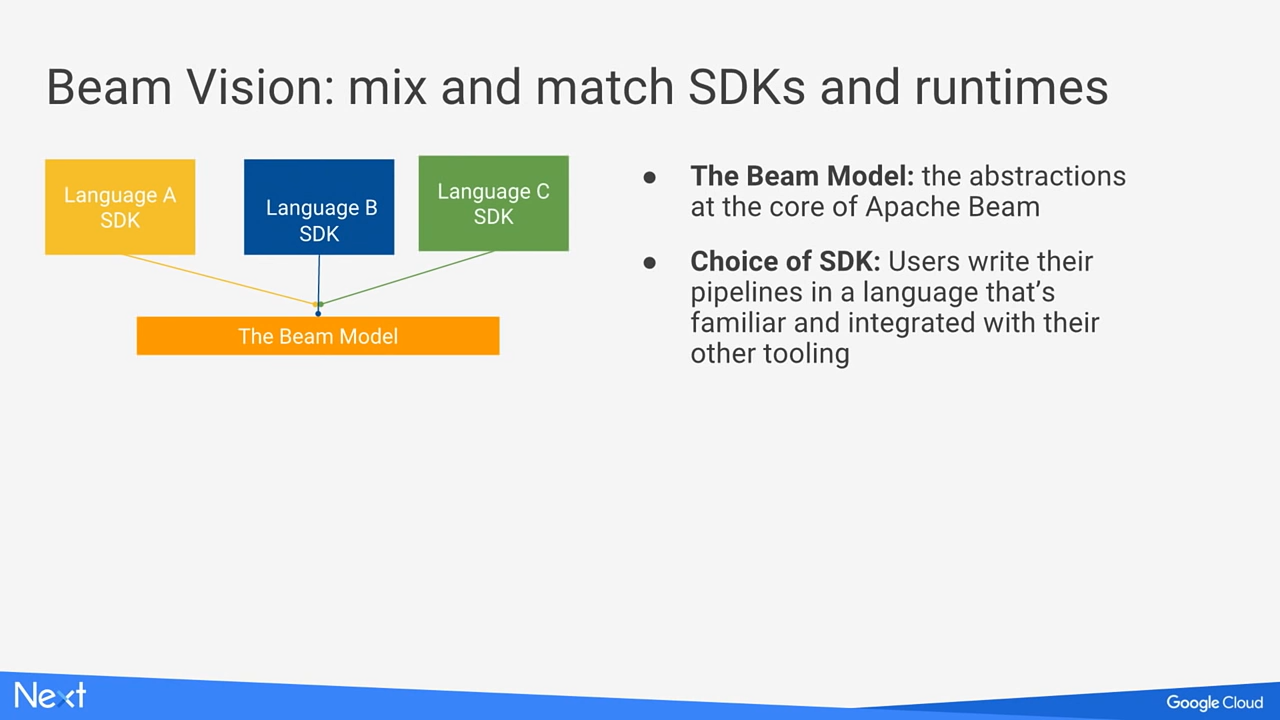 Beam Vision: mix and match SDKs and runtimes
Language A
SDK
Language B
SDK
Language C
SDK
The Beam Model
● The Beam Model: the abstractions
at the core of Apache Beam
● Choice of SDK: Users write their
pipelines in a language that’s
familiar and integrated with their
other tooling
Next
Google Cloud